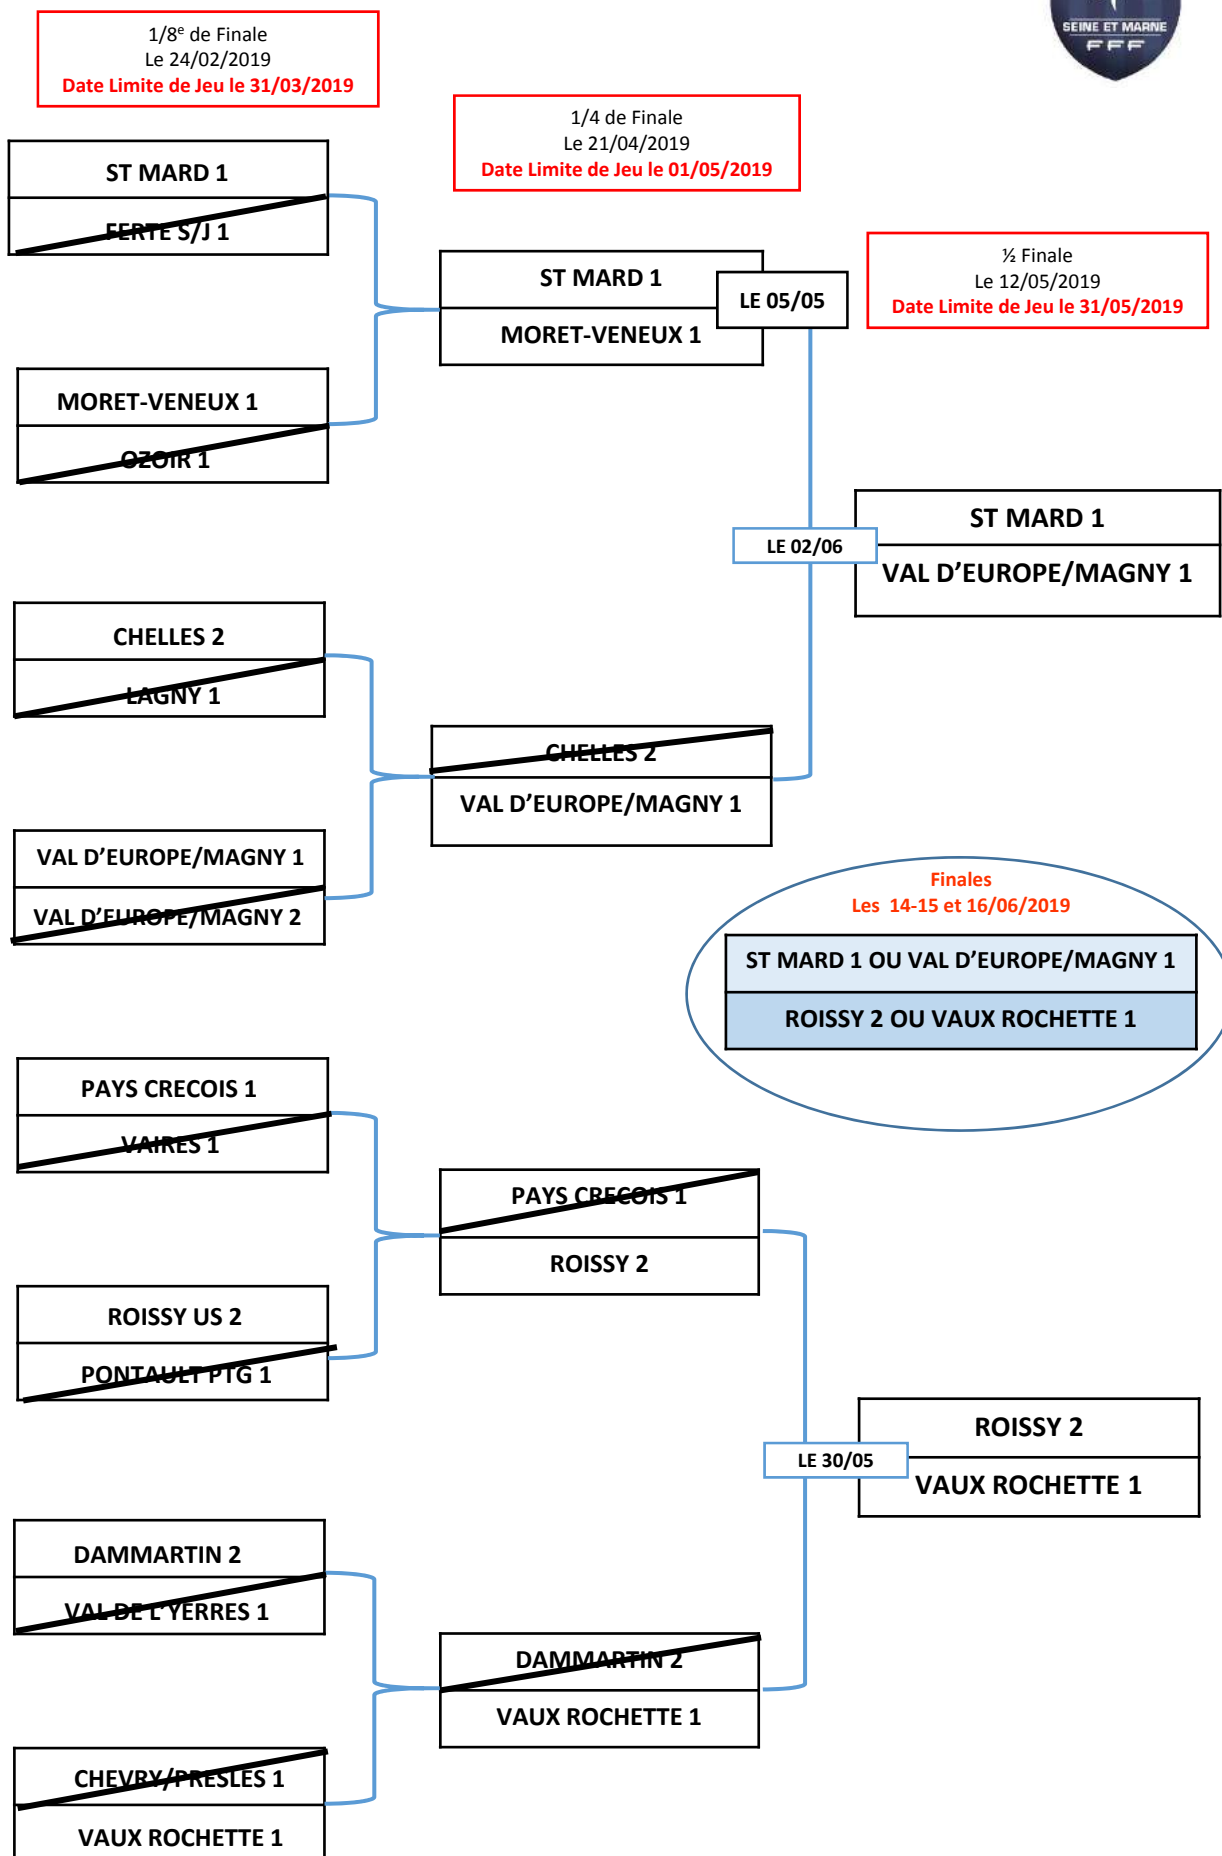 SEINE ET MARNE
FFF
1/8e de Finale
Le 24/02/2019
Date Limite de Jeu le 31/03/2019
1/4 de Finale
Le 21/04/2019
Date Limite de Jeu le 01/05/2019
½ Finale
Le 12/05/2019
Date Limite de Jeu le 31/05/2019
ST MARD 1
FERTE S/J 1
ST MARD 1
LE 05/05
MORET-VENEUX 1
MORET-VENEUX 1
OZOIR 1
ST MARD 1
LE 02/06
VAL D’EUROPE/MAGNY 1
CHELLES 2
LAGNY 1
CHELLES 2
VAL D’EUROPE/MAGNY 1
VAL D’EUROPE/MAGNY 1
VAL D’EUROPE/MAGNY 2
Finales
Les 14-15 et 16/06/2019
ST MARD 1 OU VAL D’EUROPE/MAGNY 1
ROISSY 2 OU VAUX ROCHETTE 1
PAYS CRECOIS 1
VAIRES 1
PAYS CRECOIS 1
ROISSY 2
ROISSY US 2
PONTAULT PTG 1
ROISSY 2
LE 30/05
VAUX ROCHETTE 1
DAMMARTIN 2
VAL DE L’YERRES 1
DAMMARTIN 2
VAUX ROCHETTE 1
CHEVRY/PRESLES 1
VAUX ROCHETTE 1